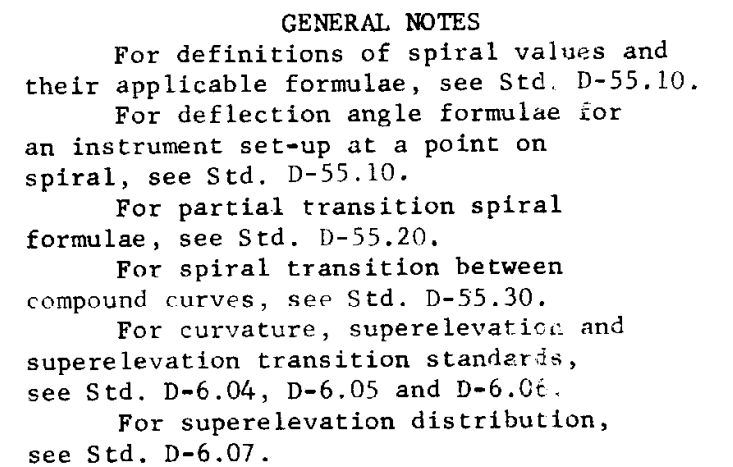 GENERAL NOTES
For definitions of spiral values and
their applicable formulae, see Std. D-55.10.
For deflection angle formulae for
an instrument set-up at a point on
spiral, see Std. D-55.10.
For partial transition spiral
formulae, see Std. D-55.20.
For spiral transition between
compound curves, see Std. D-55.30.
For curvature, superelevation and
superelevation transition standards,
see Std. D-6.04, D-6.05 and D-6.06.
For superelevation distribution,
see Std. D-6.07.